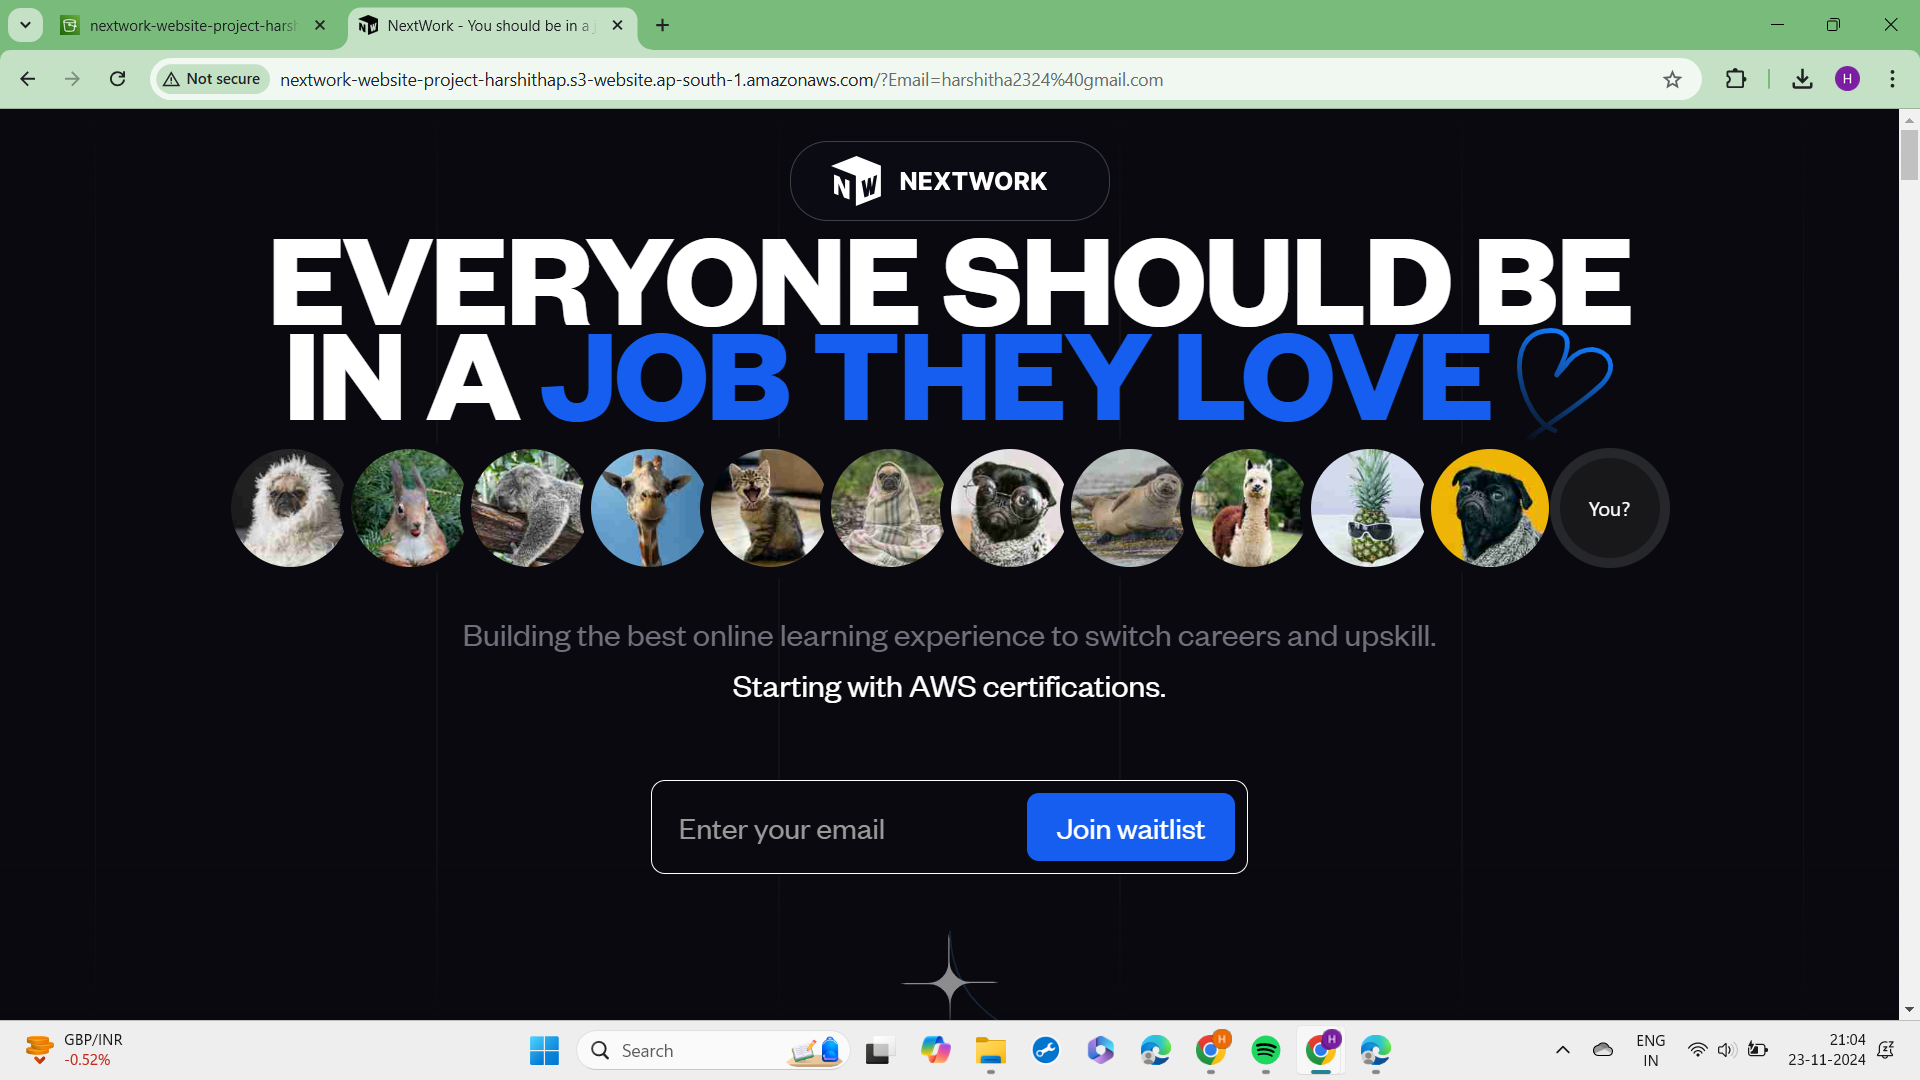 nextwork-website-project-harsh
NextWork - You should be in a j
Not secure
nextwork-website-project-harshithap.s3-website.ap-south-1.amazonaws.com/?Email=harshitha2324%40gmail.com
H
NW NEXTWORK
EVERYONE SHOULD BE
IN A JOB THEY LOVE
You?
Building the best online learning experience to switch careers and upskill.
Starting with AWS certifications.
Enter your email
Join waitlist
GBP/INR
-0.52%
Search
H
H
ENG
IN
21:04
23-11-2024